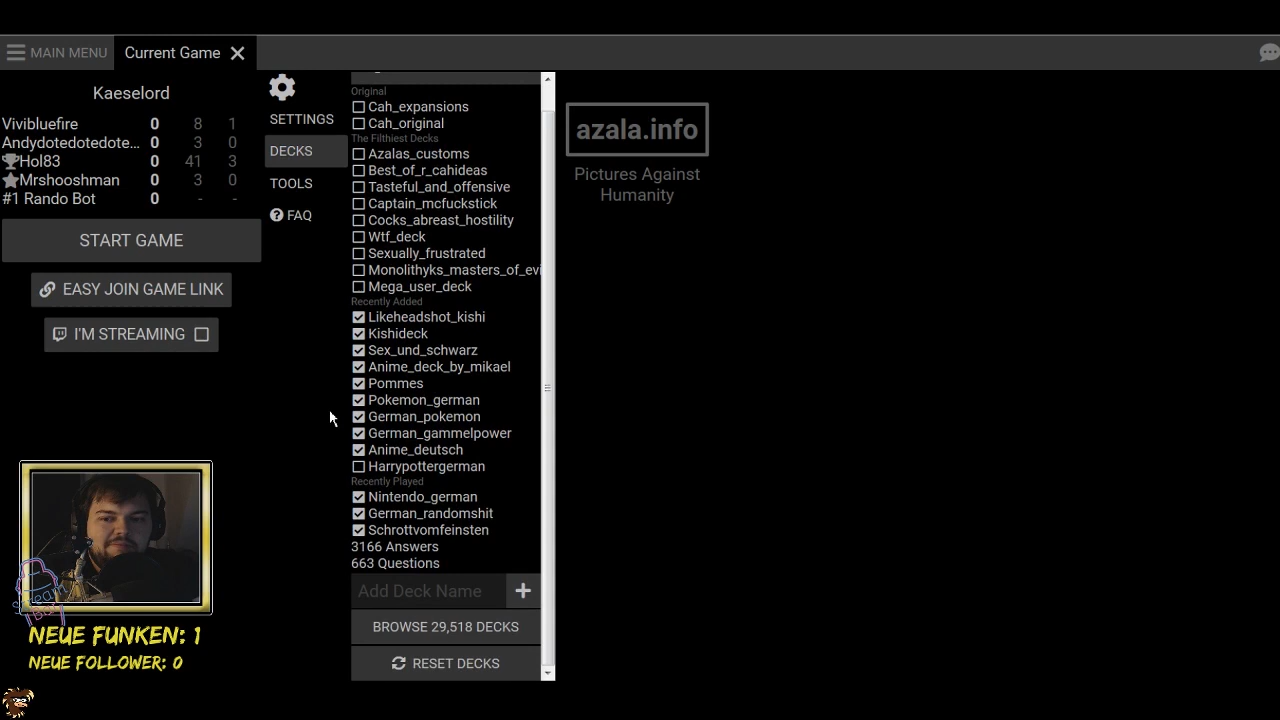 MAIN MENU
Current Game
Kaeselord
Vivibluefire 0 8 1
Andydotedotedote... 0 3 0
Hol83 0 41 3
Mrshooshman 0 3 0
#1 Rando Bot 0 - -
START GAME
EASY JOIN GAME LINK
I'M STREAMING
SETTINGS
DECKS
TOOLS
FAQ
Original
Cah_expansions
Cah_original
The Filthiest Decks
Azalas_customs
Best_of_r_cahideas
Tasteful_and_offensive
Captain_mcfuckstick
Cocks_abreast_hostility
Wtf_deck
Sexually_frustrated
Monolithyks_masters_of_evi
Mega_user_deck
Recently Added
Likeheadshot_kishi
Kishideck
Sex_und_schwarz
Anime_deck_by_mikael
Pommes
Pokemon_german
German_pokemon
German_gammelpower
Anime_deutsch
Harrypottergerman
Recently Played
Nintendo_german
German_randomshit
Schrottvomfeinsten
3166 Answers
663 Questions
Add Deck Name
BROWSE 29,518 DECKS
RESET DECKS
azala.info
Pictures Against
Humanity
Stream
NEUE FUNKEN: 1
NEUE FOLLOWER: 0